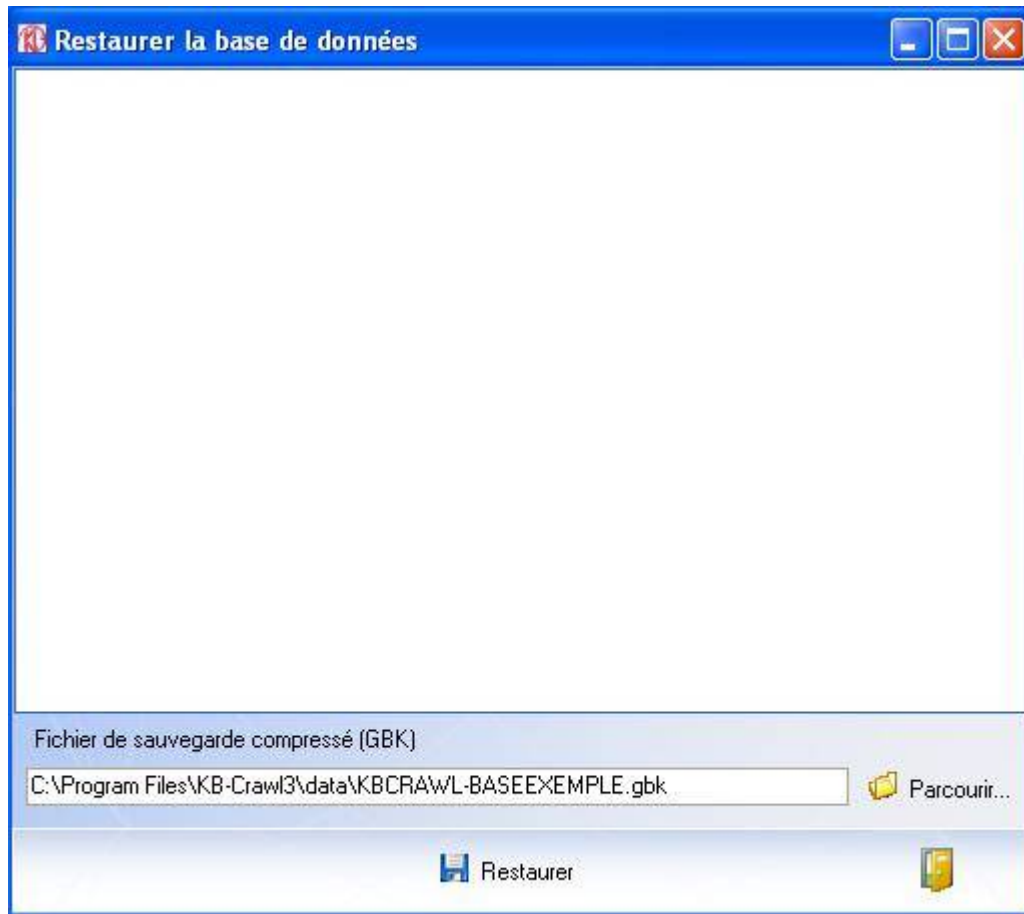 Restaurer la base de données
Fichier de sauvegarde compressé (GBK)
C:\Program Files\KB-Crawl3\data\KBCRAWL-BASEEXEMPLE.gbk
Parcourir...
Restaurer